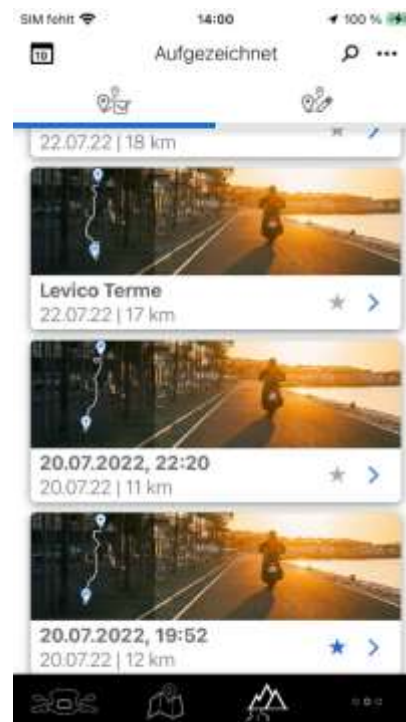 SIM fehlt 14:00 100 %
10 Aufgezeichnet
22.07.22 | 18 km
Levico Terme
22.07.22 | 17 km
20.07.2022, 22:20
20.07.22 | 11 km
20.07.2022, 19:52
20.07.22 | 12 km